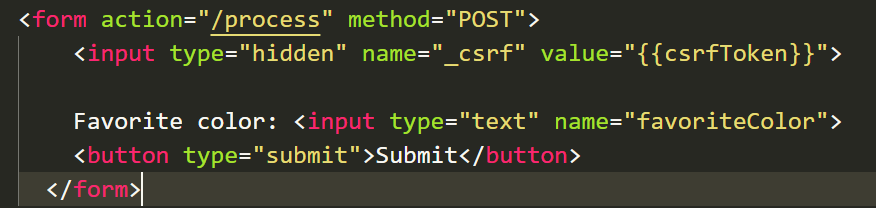 <form action="/process" method="POST">
<input type="hidden" name="_csrf" value="{{csrfToken}}">
Favorite color: <input type="text" name="favoriteColor">
<button type="submit">Submit</button>
</form>